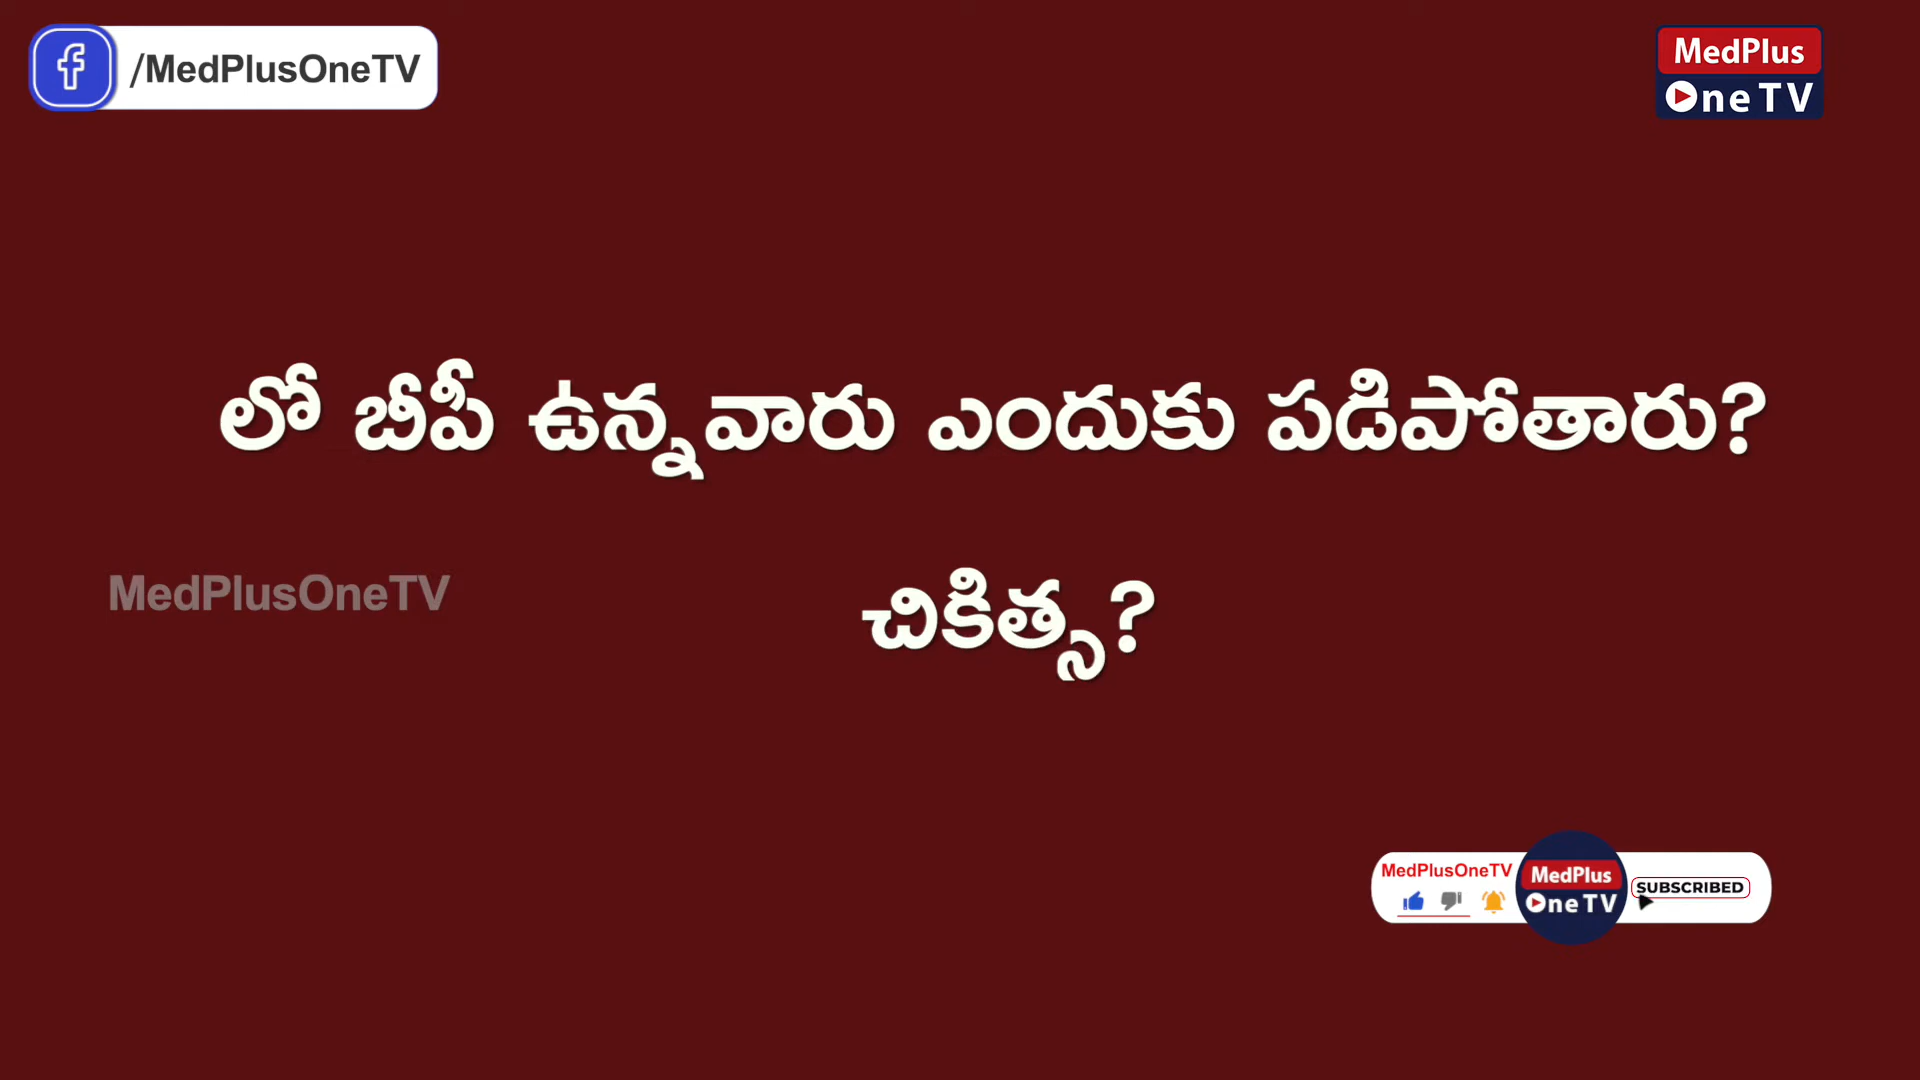 /MedPlusOneTV
MedPlus
One TV
లో బీపీ ఉన్నవారు ఎందుకు పడిపోతారు?
MedPlusOneTV
చికిత్స?
MedPlusOneTV
MedPlus
One TV
SUBSCRIBED